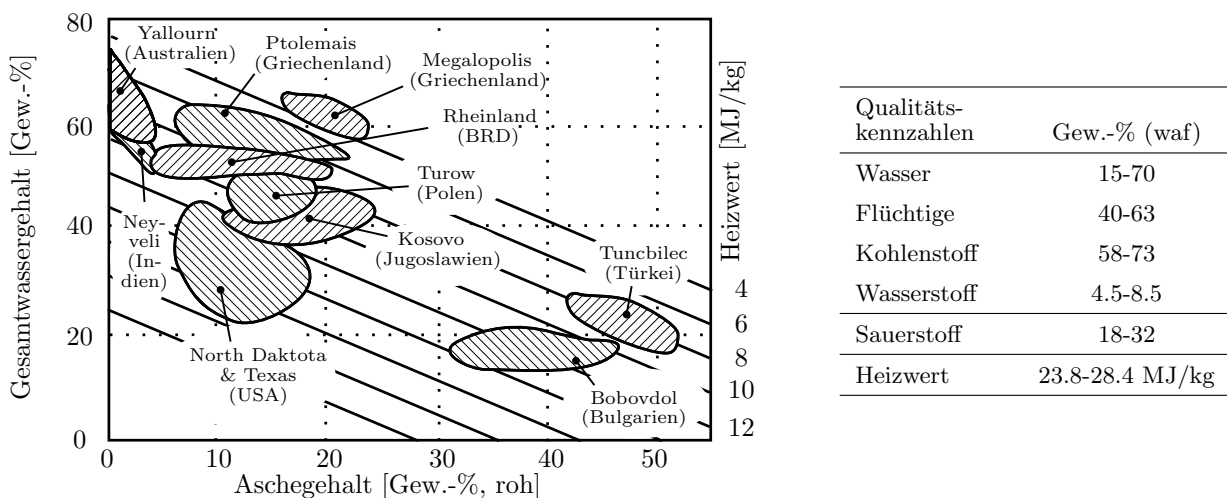 80
60
40
20
0
Gesamtwassergehalt [Gew.-%]
Yallourn
(Australien)
Ptolemais
(Griechenland)
Megalopolis
(Griechenland)
Rheinland
(BRD)
Turow
(Polen)
Ney-
veli
(In-
dien)
Kosovo
(Jugoslawien)
Tuncbilec
(Türkei)
North Daktota
& Texas
(USA)
Bobovdol
(Bulgarien)
Heizwert [MJ/kg]
4
6
8
10
12
0 10 20 30 40 50
Aschegehalt [Gew.-%, roh]
Qualitäts-
kennzahlen Gew.-% (waf)
Wasser 15-70
Flüchtige 40-63
Kohlenstoff 58-73
Wasserstoff 4.5-8.5
Sauerstoff 18-32
Heizwert 23.8-28.4 MJ/kg